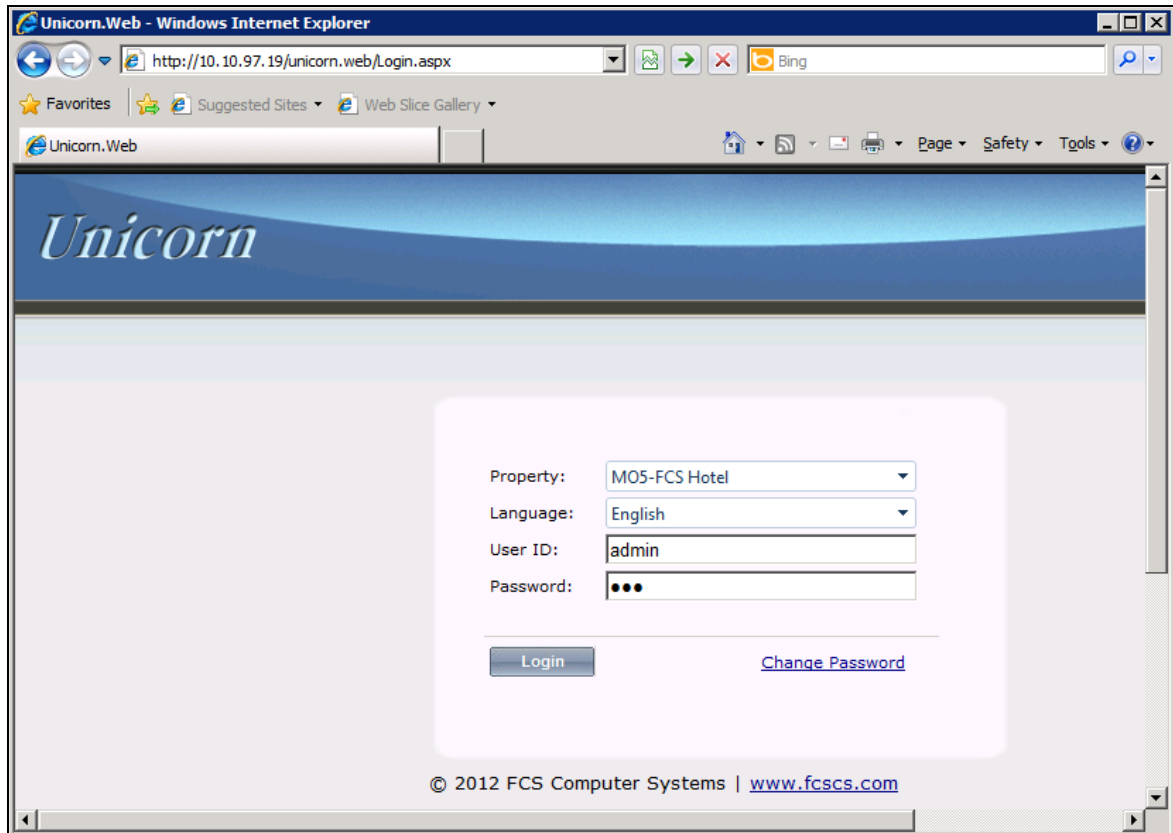 Unicorn.Web - Windows Internet Explorer
http://10.10.97.19/unicorn.web/Login.aspx Bing
Favorites Suggested Sites Web Slice Gallery
Unicorn.Web Page Safety Tools
Unicorn
Property: MO5-FCS Hotel
Language: English
User ID: admin
Password: •••
Login Change Password
© 2012 FCS Computer Systems | www.fcscs.com